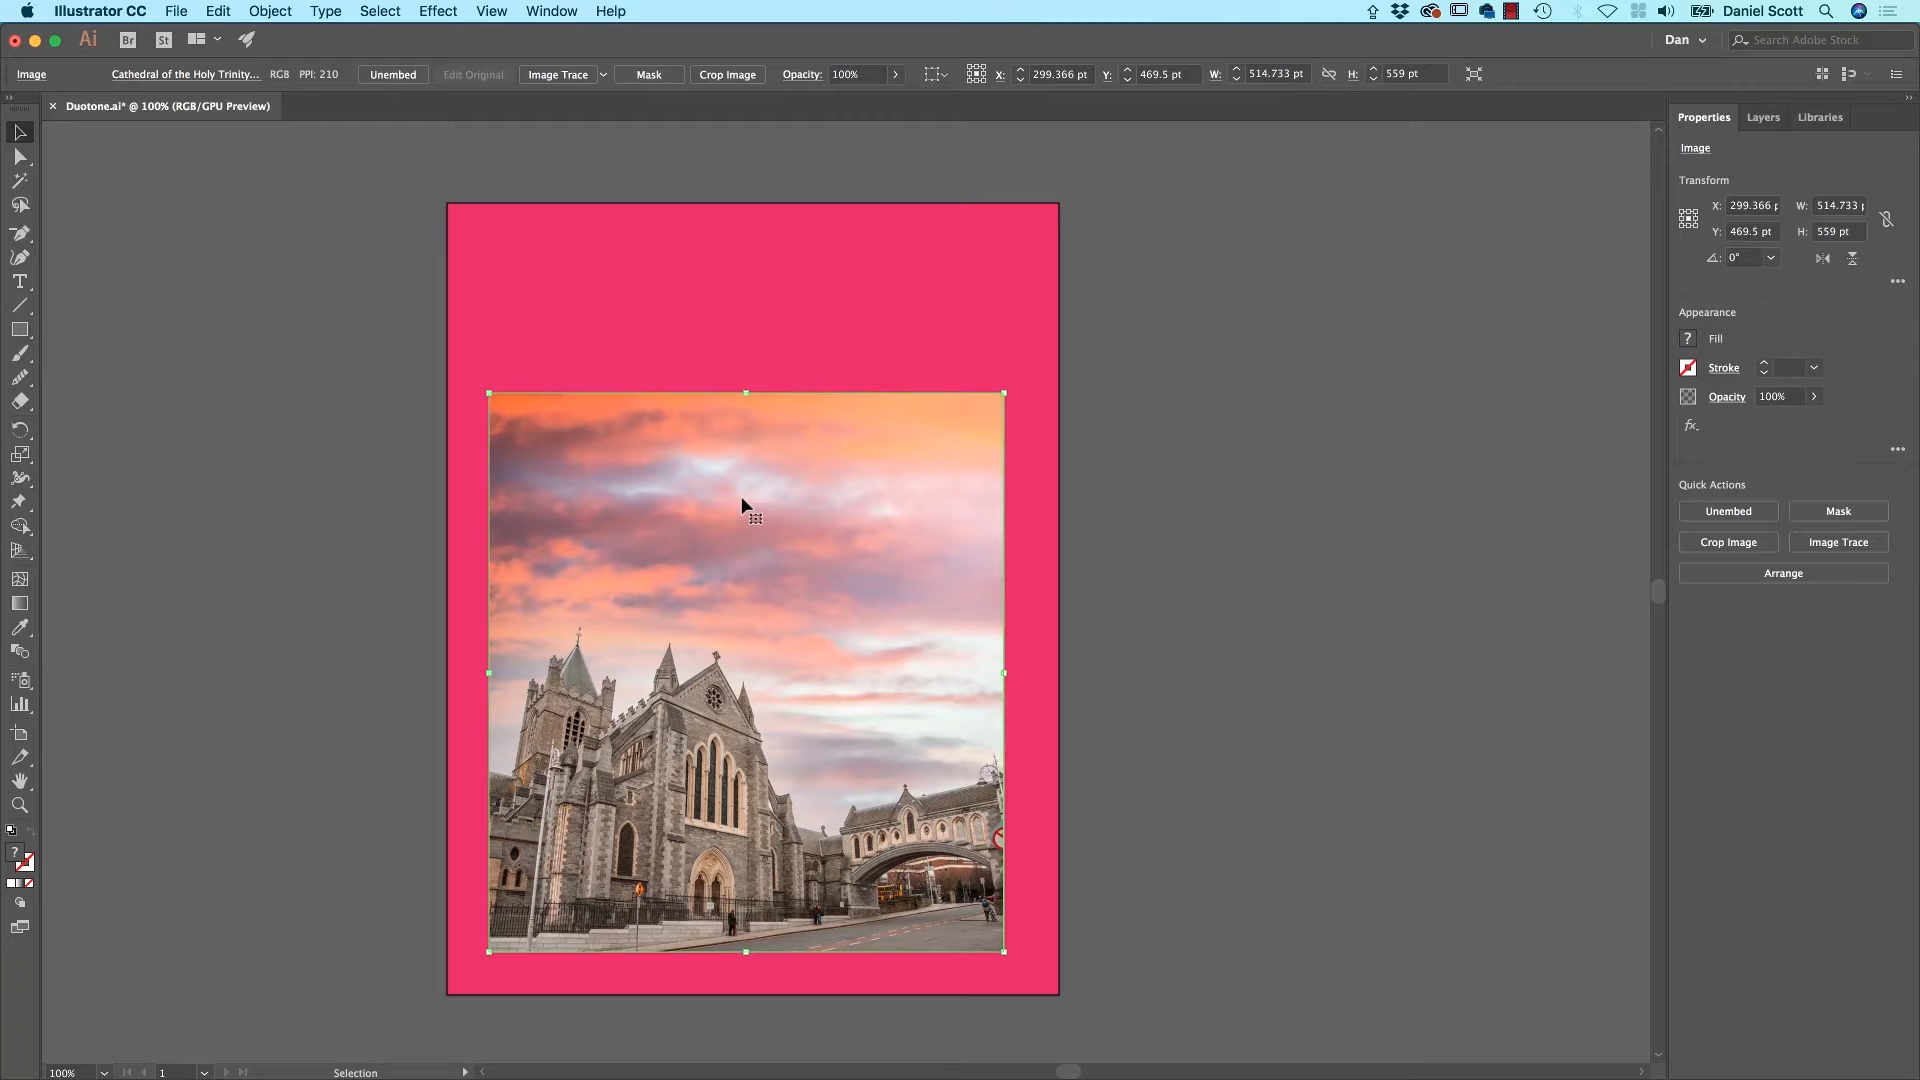 Illustrator CC File Edit Object Type Select Effect View Window Help Daniel Scott
Ai Br St Dan Search Adobe Stock
Image Cathedral of the Holy Trinity... RGB PPI: 210 Unembed Edit Original Image Trace Mask Crop Image Opacity: 100% X: 299.366 pt Y: 469.5 pt W: 514.733 pt H: 559 pt
Duotone.ai* @ 100% (RGB/GPU Preview)
Properties Layers Libraries
Image
Transform
X: 299.366 p W: 514.733 p
Y: 469.5 pt H: 559 pt
0°
Appearance
? Fill
Stroke
Opacity 100%
fx.
Quick Actions
Unembed Mask
Crop Image Image Trace
Arrange
?
100% 1 Selection